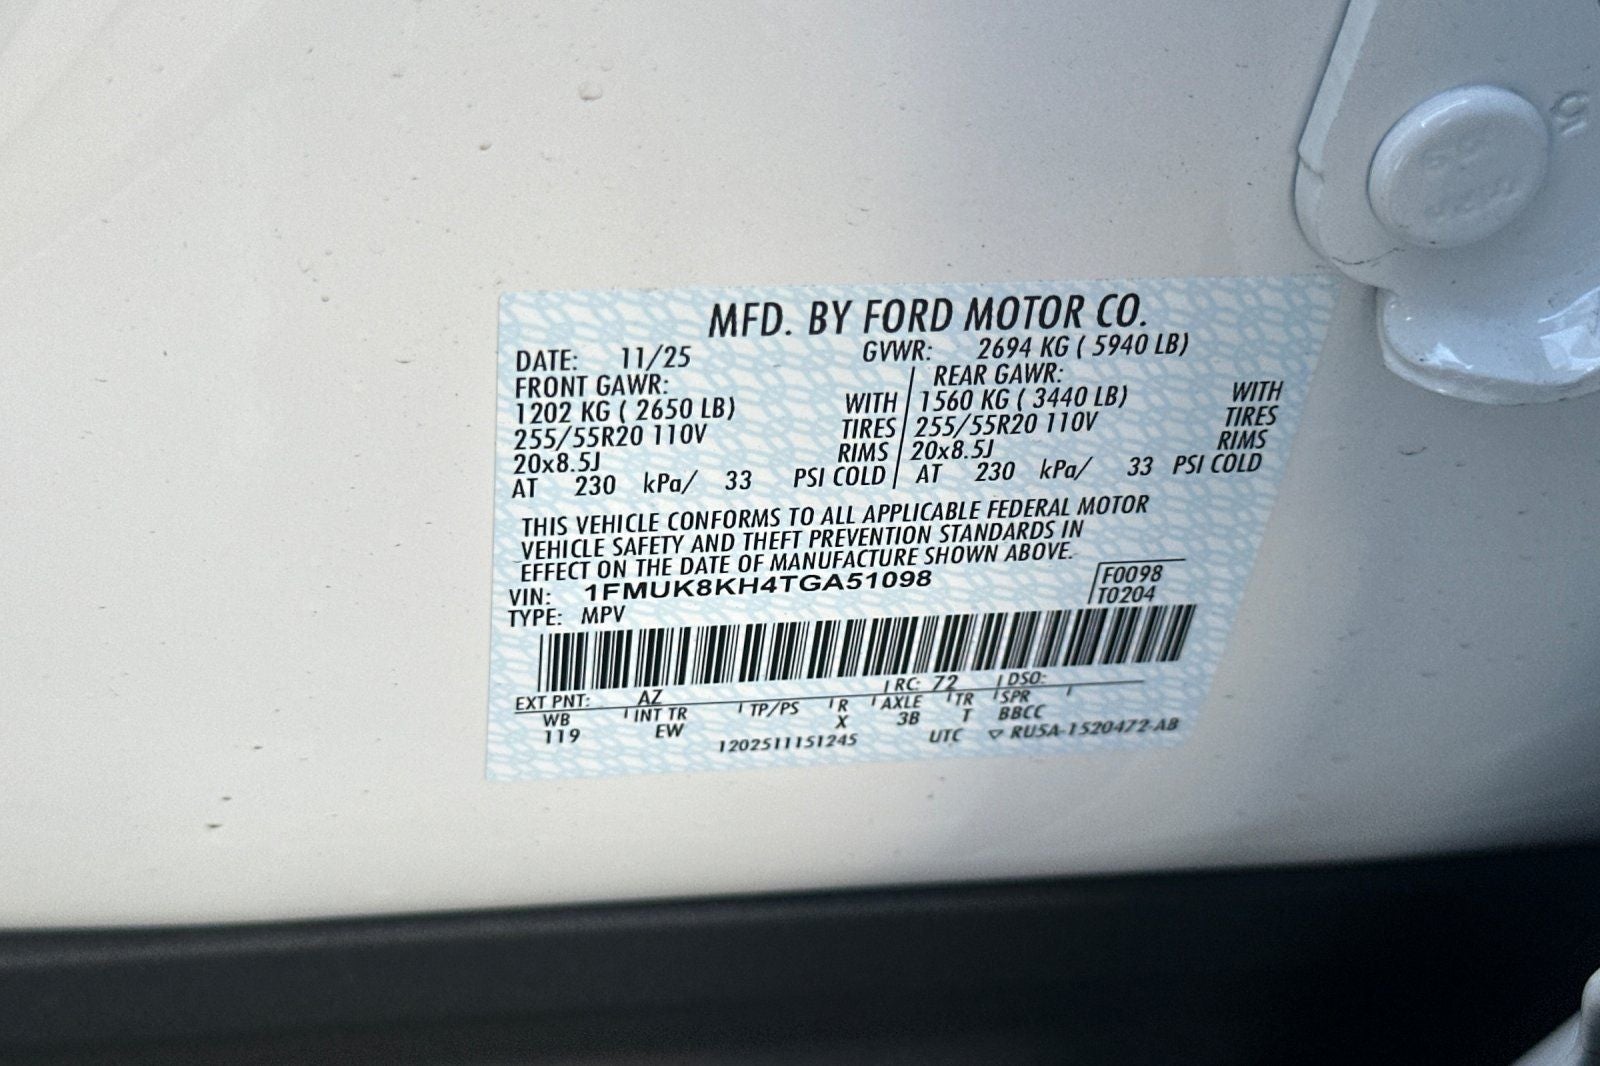 MFD. BY FORD MOTOR CO.
DATE: 11/25 GVWR: 2694 KG ( 5940 LB)
FRONT GAWR: REAR GAWR:
1202 KG ( 2650 LB) WITH 1560 KG ( 3440 LB) WITH
255/55R20 110V TIRES 255/55R20 110V TIRES
20x8.5J RIMS 20x8.5J RIMS
AT 230 kPa/ 33 PSI COLD AT 230 kPa/ 33 PSI COLD
THIS VEHICLE CONFORMS TO ALL APPLICABLE FEDERAL MOTOR
VEHICLE SAFETY AND THEFT PREVENTION STANDARDS IN
EFFECT ON THE DATE OF MANUFACTURE SHOWN ABOVE.
VIN: 1FMUK8KH4TGA51098 F0098
TYPE: MPV T0204
EXT PNT: AZ RC: 72 DSO:
WB INT TR TP/PS R AXLE TR SPR
119 EW X 3B T BBCC
1202511151245 UTC ▽ RU5A-1520472-AB